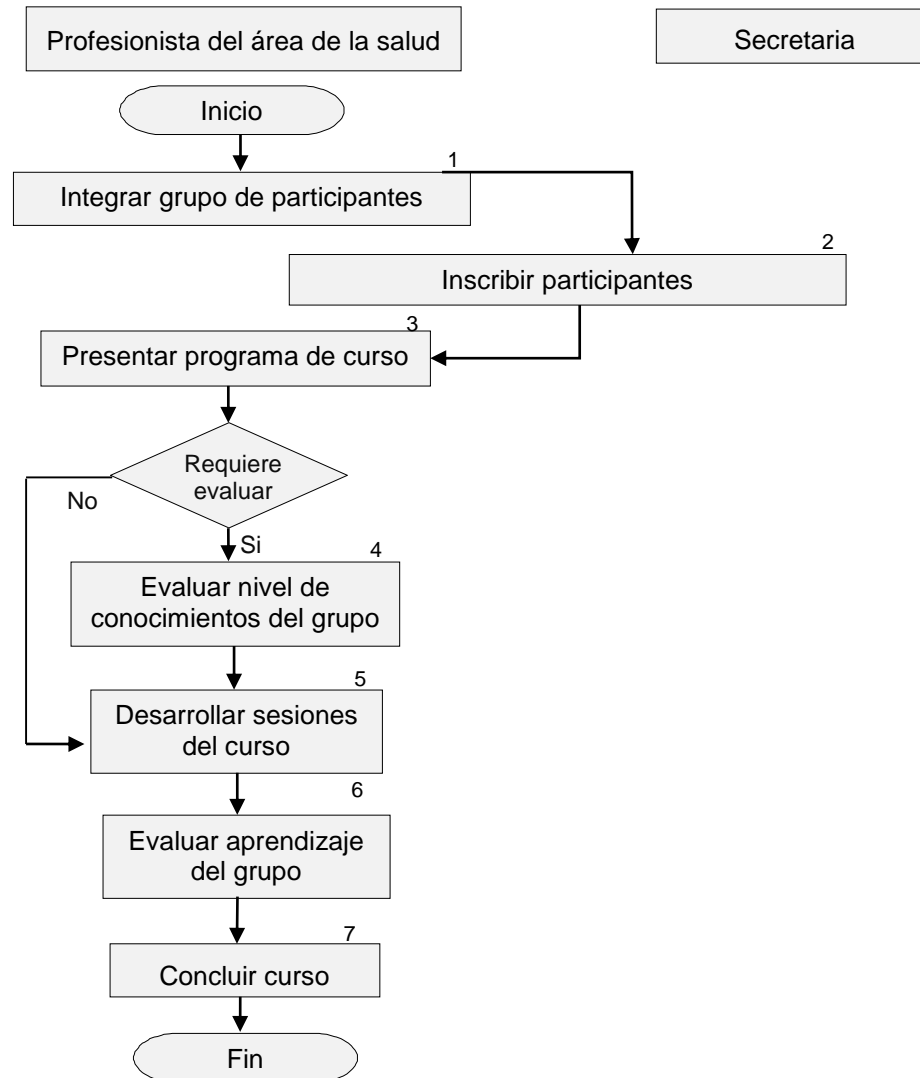 Profesionista del área de la salud
Secretaria
Inicio
1
Integrar grupo de participantes
2
Inscribir participantes
3
Presentar programa de curso
Requiere
evaluar
No
Si
4
Evaluar nivel de
conocimientos del grupo
5
Desarrollar sesiones
del curso
6
Evaluar aprendizaje
del grupo
7
Concluir curso
Fin